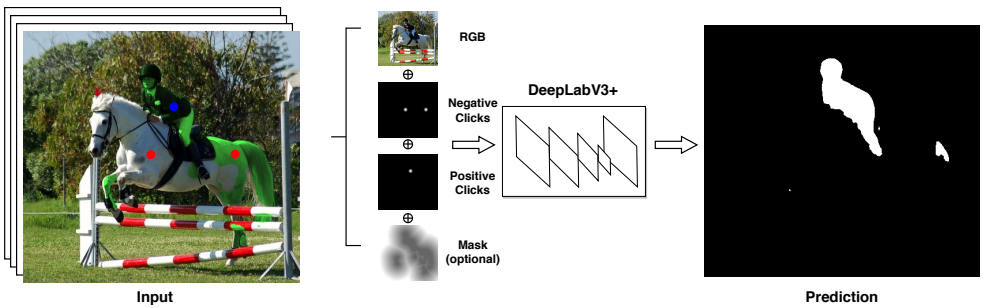 RGB
DeepLabV3+
Negative
Clicks
Positive
Clicks
Mask
(optional)
Input
Prediction